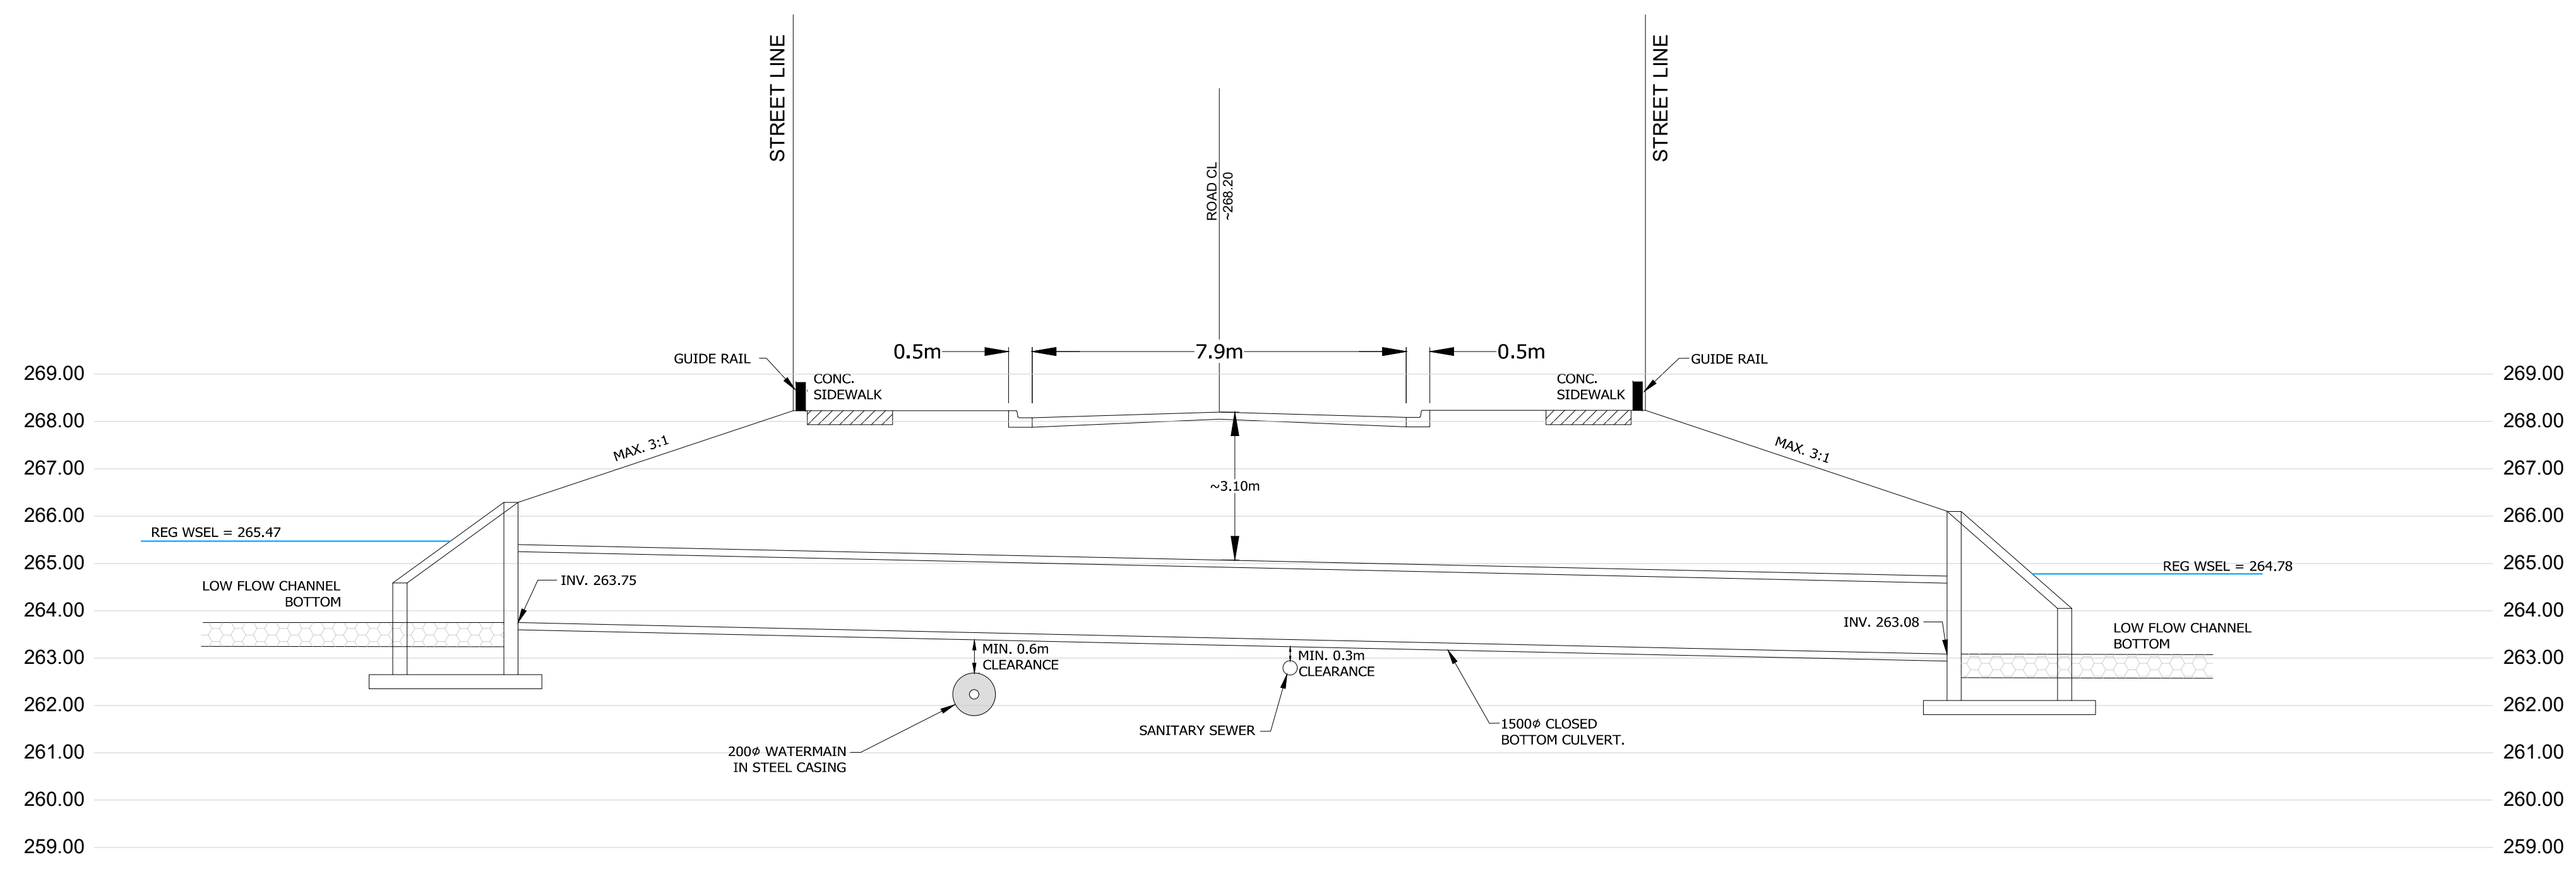 STREET LINE
STREET LINE
ROAD CL
~268.20
0.5m
7.9m
0.5m
GUIDE RAIL
GUIDE RAIL
269.00
CONC.
SIDEWALK
CONC.
SIDEWALK
269.00
268.00
268.00
MAX. 3:1
MAX. 3:1
267.00
267.00
~3.10m
266.00
266.00
REG WSEL = 265.47
265.00
REG WSEL = 264.78
265.00
LOW FLOW CHANNEL
BOTTOM
INV. 263.75
264.00
264.00
INV. 263.08
LOW FLOW CHANNEL
BOTTOM
263.00
MIN. 0.6m
CLEARANCE
MIN. 0.3m
CLEARANCE
263.00
262.00
262.00
SANITARY SEWER
1500ϕ CLOSED
BOTTOM CULVERT.
200ϕ WATERMAIN
IN STEEL CASING
261.00
261.00
260.00
260.00
259.00
259.00